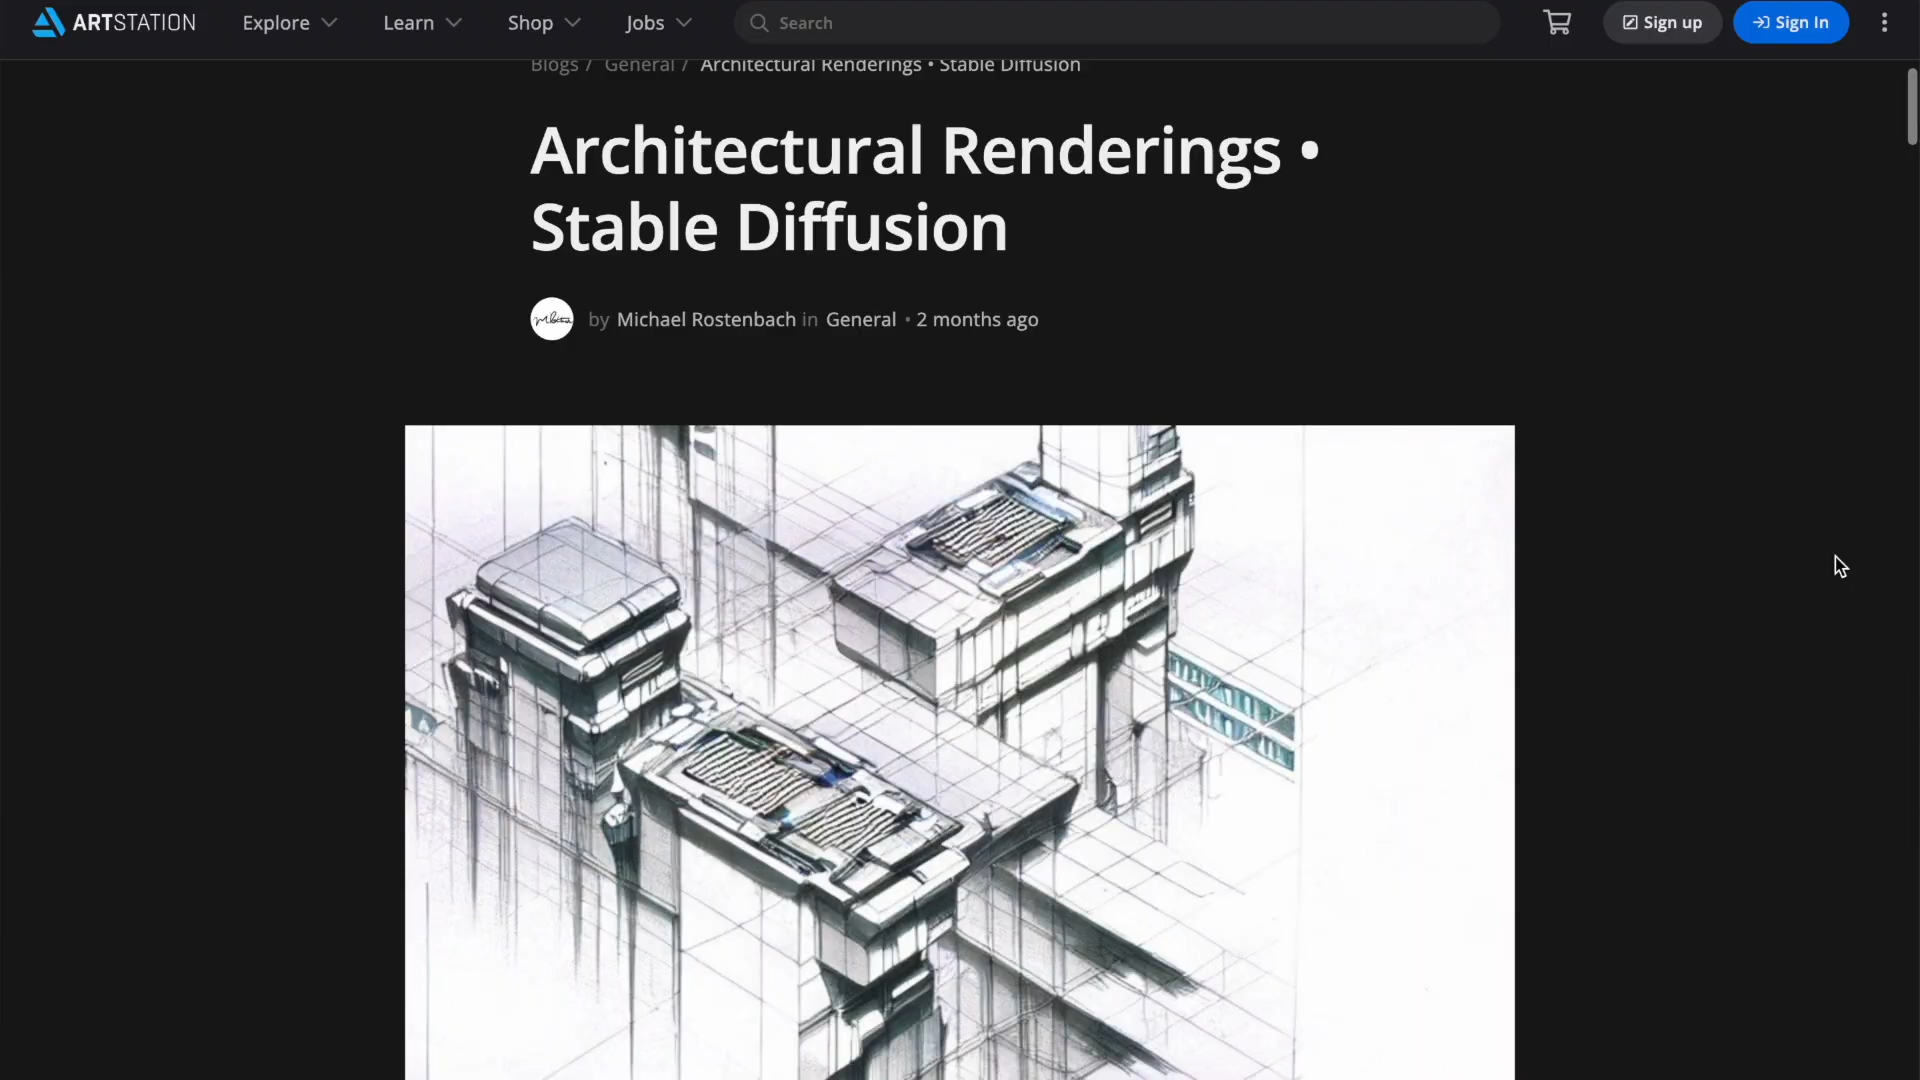 ARTSTATION Explore Learn Shop Jobs Search Sign up Sign In
Blogs / General / Architectural Renderings • Stable Diffusion
Architectural Renderings •
Stable Diffusion
by Michael Rostenbach in General • 2 months ago